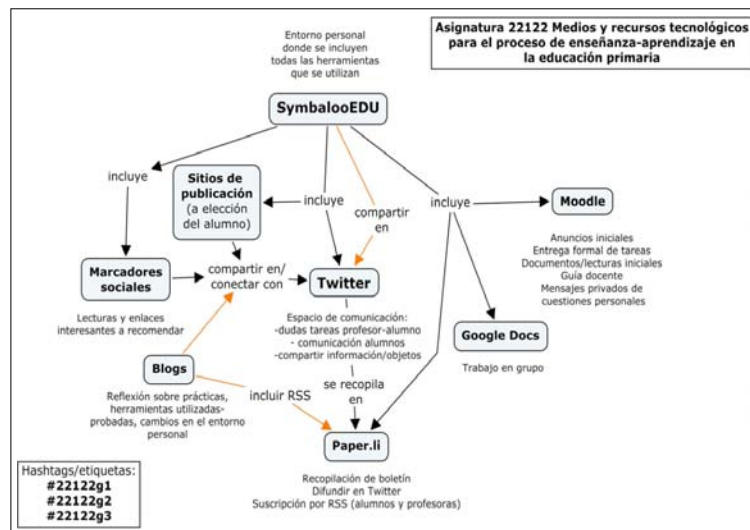 Entorno personal
donde se incluyen
todas las herramientas
que se utilizan
Asignatura 22122 Medios y recursos tecnológicos
para el proceso de enseñanza-aprendizaje en
la educación primaria
SymbalooEDU
incluye
Sitios de
publicación
(a elección
del alumno)
incluye
compartir
en
incluye
Moodle
Anuncios iniciales
Entrega formal de tareas
Documentos/lecturas iniciales
Guía docente
Mensajes privados de
cuestiones personales
Marcadores
sociales
compartir en/
conectar con
Twitter
Lecturas y enlaces
interesantes a recomendar
Espacio de comunicación:
-dudas tareas profesor-alumno
- comunicación alumnos
-compartir información/objetos
Google Docs
Trabajo en grupo
Blogs
Reflexión sobre prácticas,
herramientas utilizadas-
probadas, cambios en el entorno
personal
incluir RSS
se recopila
en
Paper.li
Recopilación de boletín
Difundir en Twitter
Suscripción por RSS (alumnos y profesoras)
Hashtags/etiquetas:
#22122g1
#22122g2
#22122g3